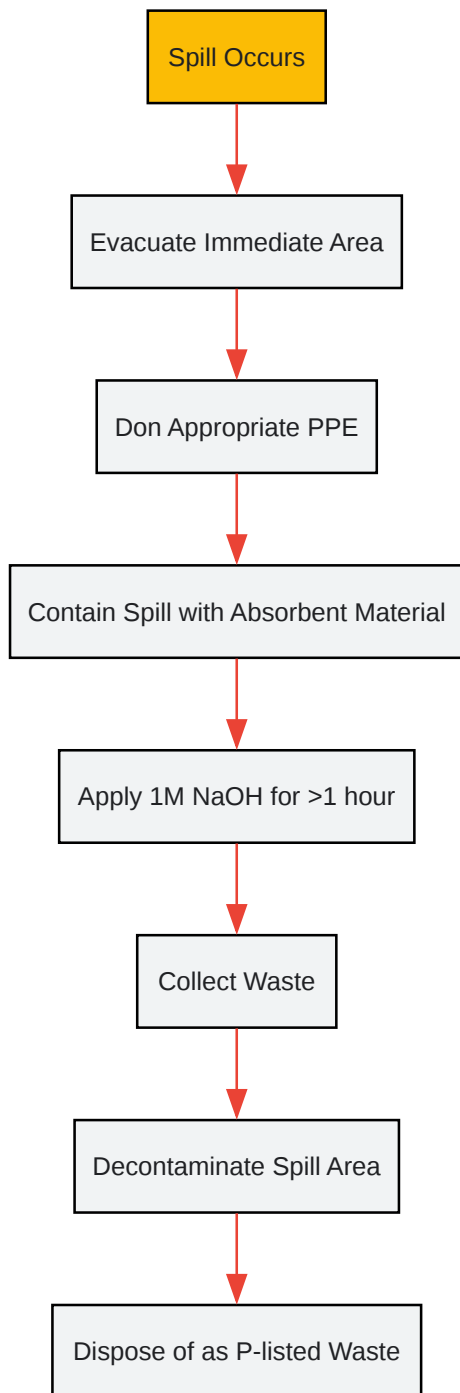 Spill Occurs
Evacuate Immediate Area
Don Appropriate PPE
Contain Spill with Absorbent Material
Apply 1M NaOH for >1 hour
Collect Waste
Decontaminate Spill Area
Dispose of as P-listed Waste